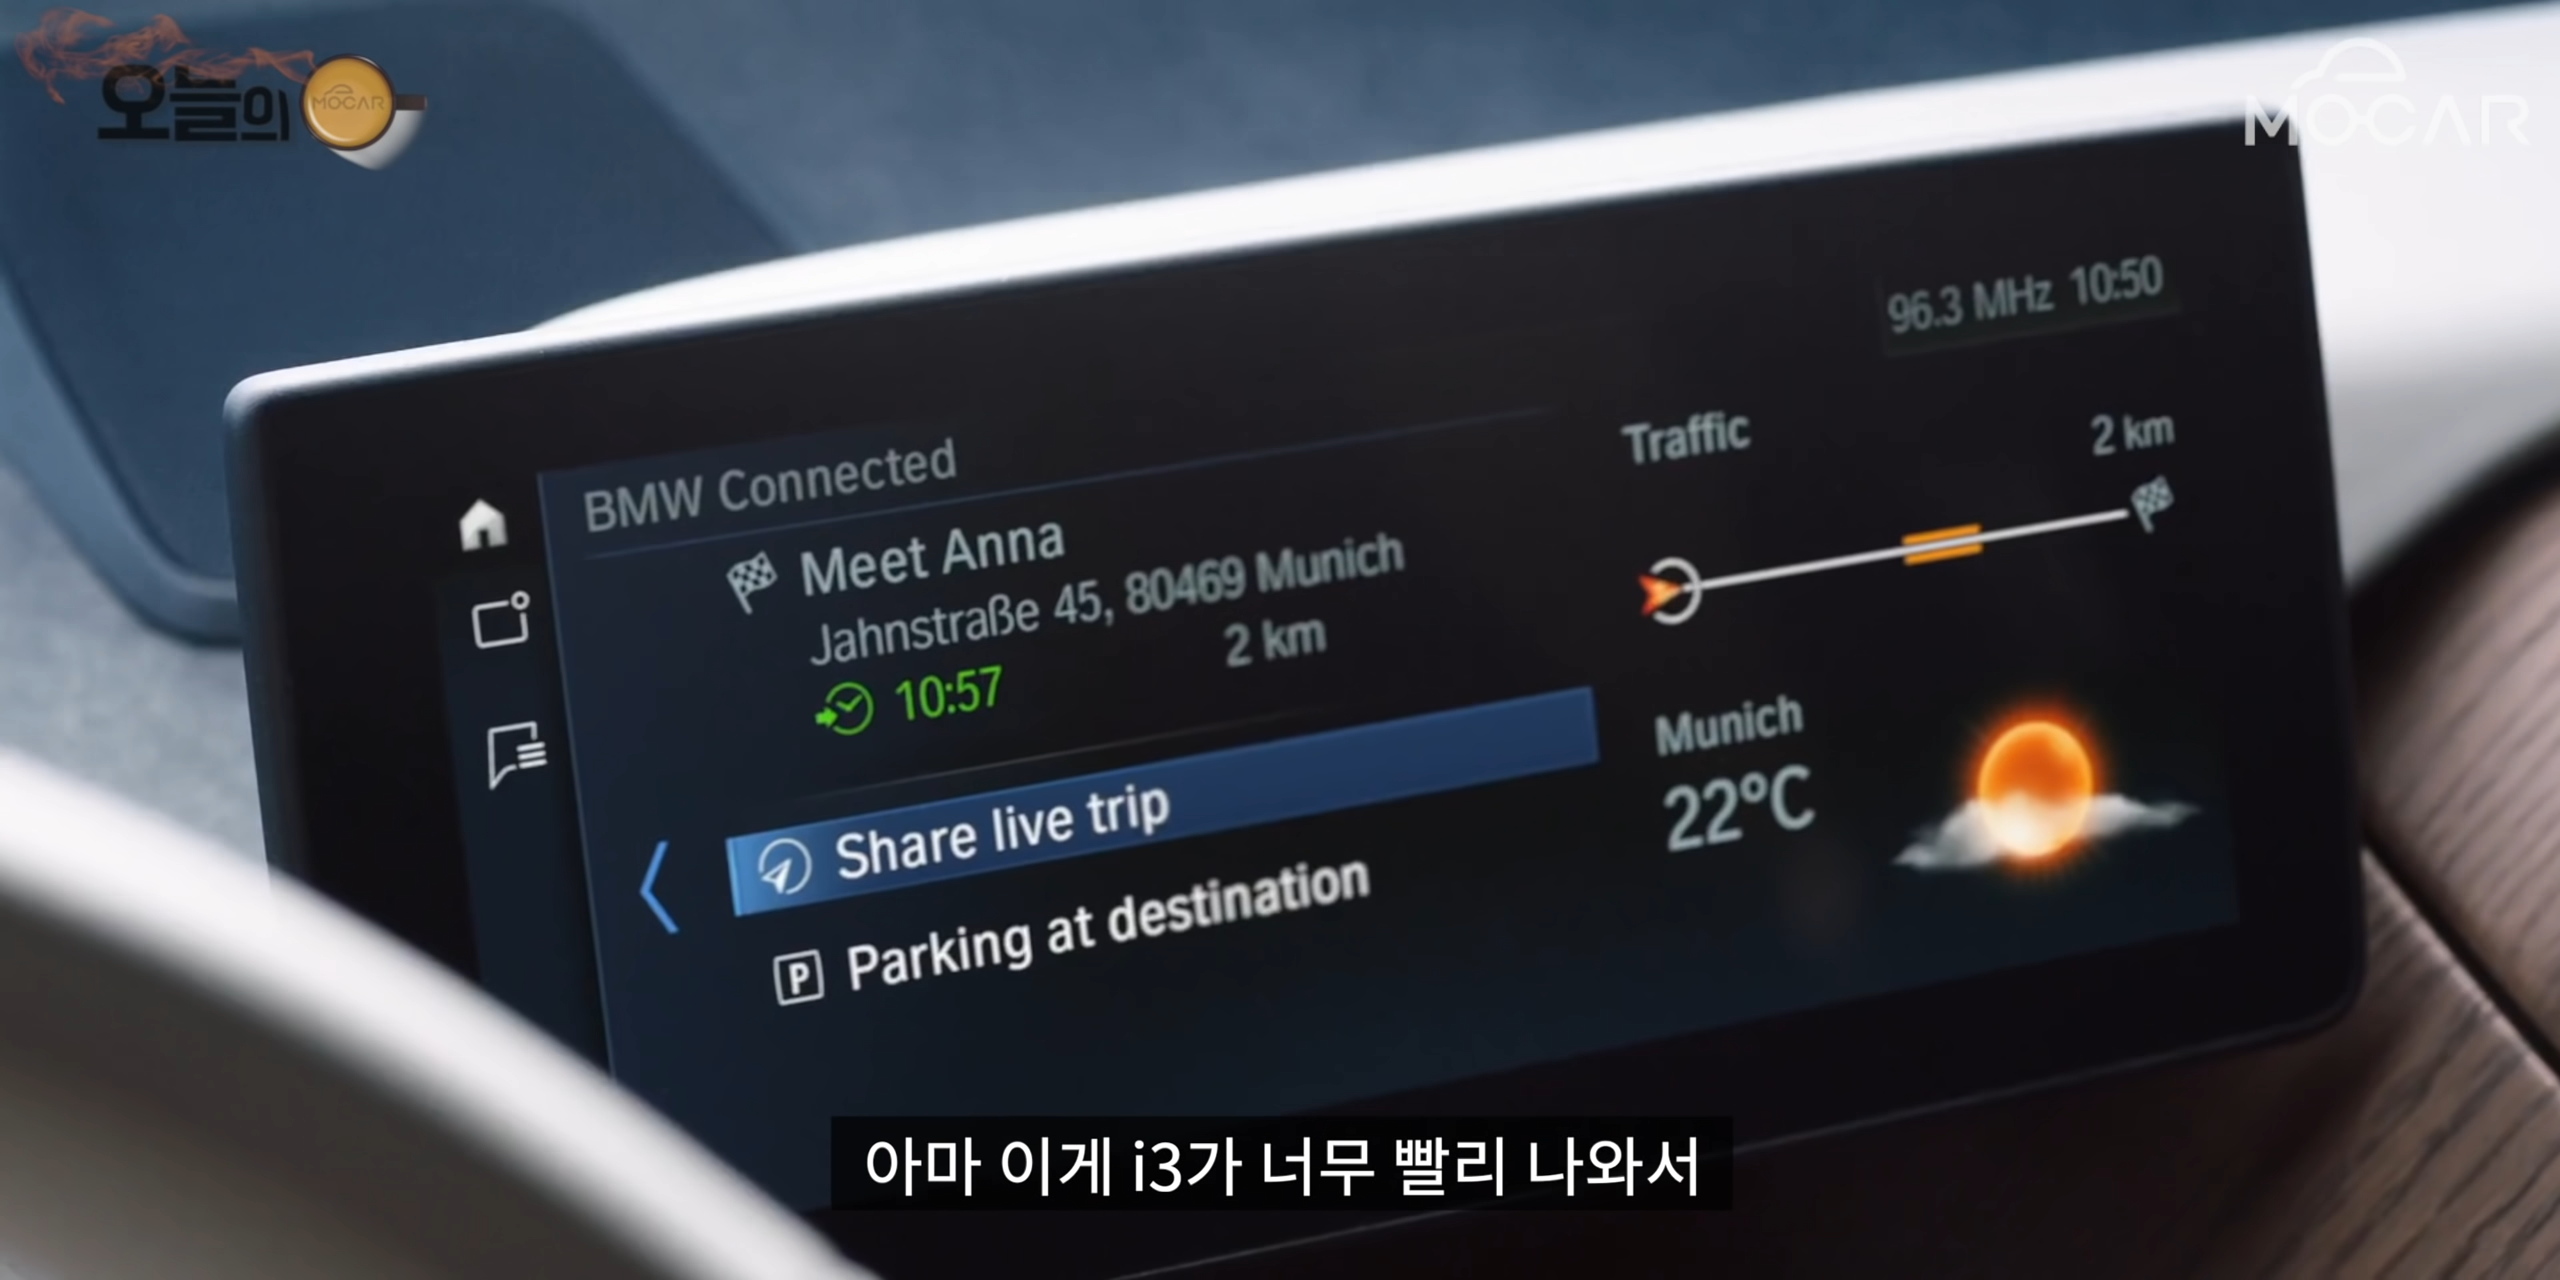 오늘의
MOCAR
MOCAR
96.3 MHz 10:50
BMW Connected
Meet Anna
Jahnstraße 45, 80469 Munich
10:57
2 km
Share live trip
P Parking at destination
Traffic
2 km
Munich
22°C
아마 이게 i3가 너무 빨리 나와서